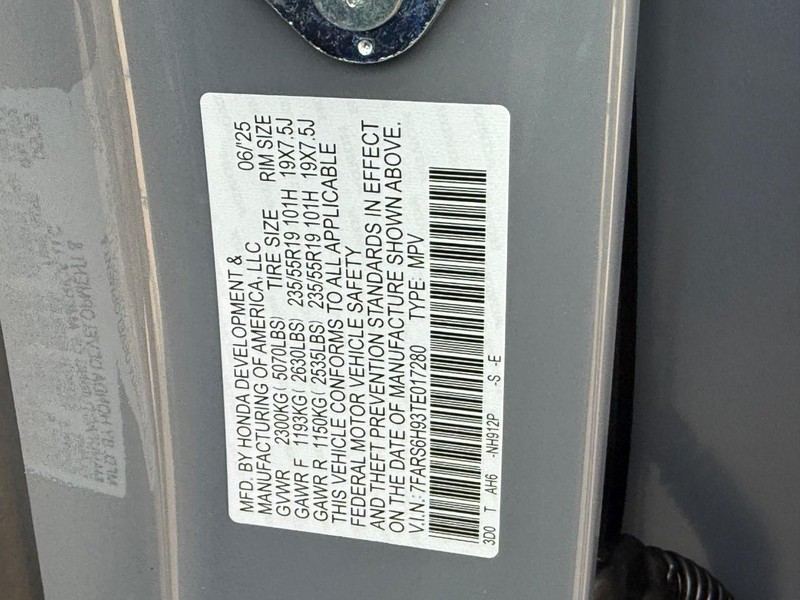 MFD. BY HONDA DEVELOPMENT & 06/'25
MANUFACTURING OF AMERICA, LLC
TIRE SIZE RIM SIZE
GVWR 2300KG( 5070LBS)
GAWR F 1193KG( 2630LBS) 235/55R19 101H 19X7.5J
GAWR R 1150KG( 2535LBS) 235/55R19 101H 19X7.5J
THIS VEHICLE CONFORMS TO ALL APPLICABLE
FEDERAL MOTOR VEHICLE SAFETY
AND THEFT PREVENTION STANDARDS IN EFFECT
ON THE DATE OF MANUFACTURE SHOWN ABOVE.
V.I.N.: 7FARS6H93TE017280 TYPE: MPV
3D0 T AH6 -NH912P -S -E